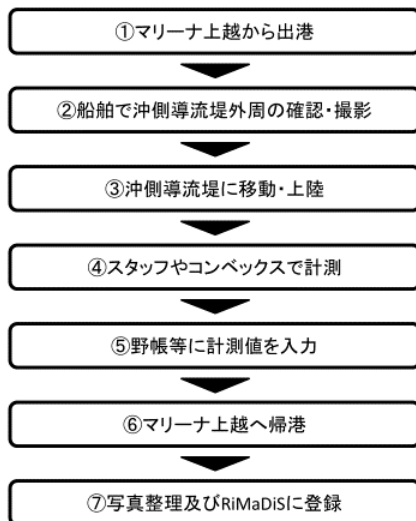 ①マリーナ上越から出港
②船舶で沖側導流堤外周の確認・撮影
③沖側導流堤に移動・上陸
④スタッフやコンベックスで計測
⑤野帳等に計測値を入力
⑥マリーナ上越へ帰港
⑦写真整理及びRiMaDiSに登録